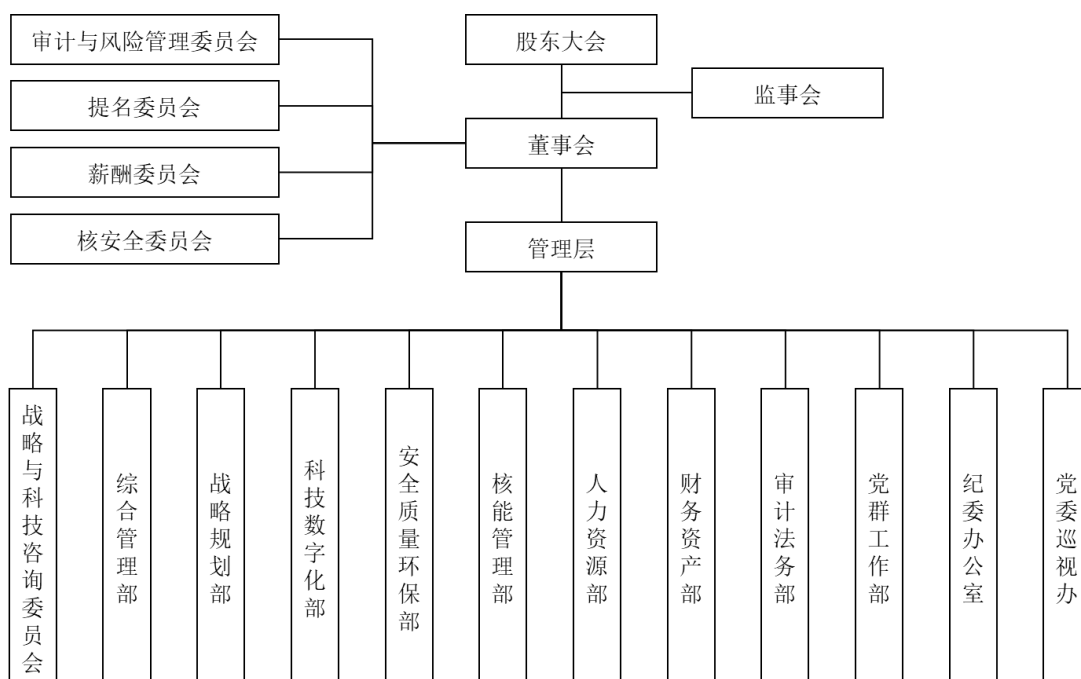 审计与风险管理委员会
股东大会
监事会
提名委员会
董事会
薪酬委员会
核安全委员会
管理层
战略与科技咨询委员会
综合管理部
战略规划部
科技数字化部
安全质量环保部
核能管理部
人力资源部
财务资产部
审计法务部
党群工作部
纪委办公室
党委巡视办